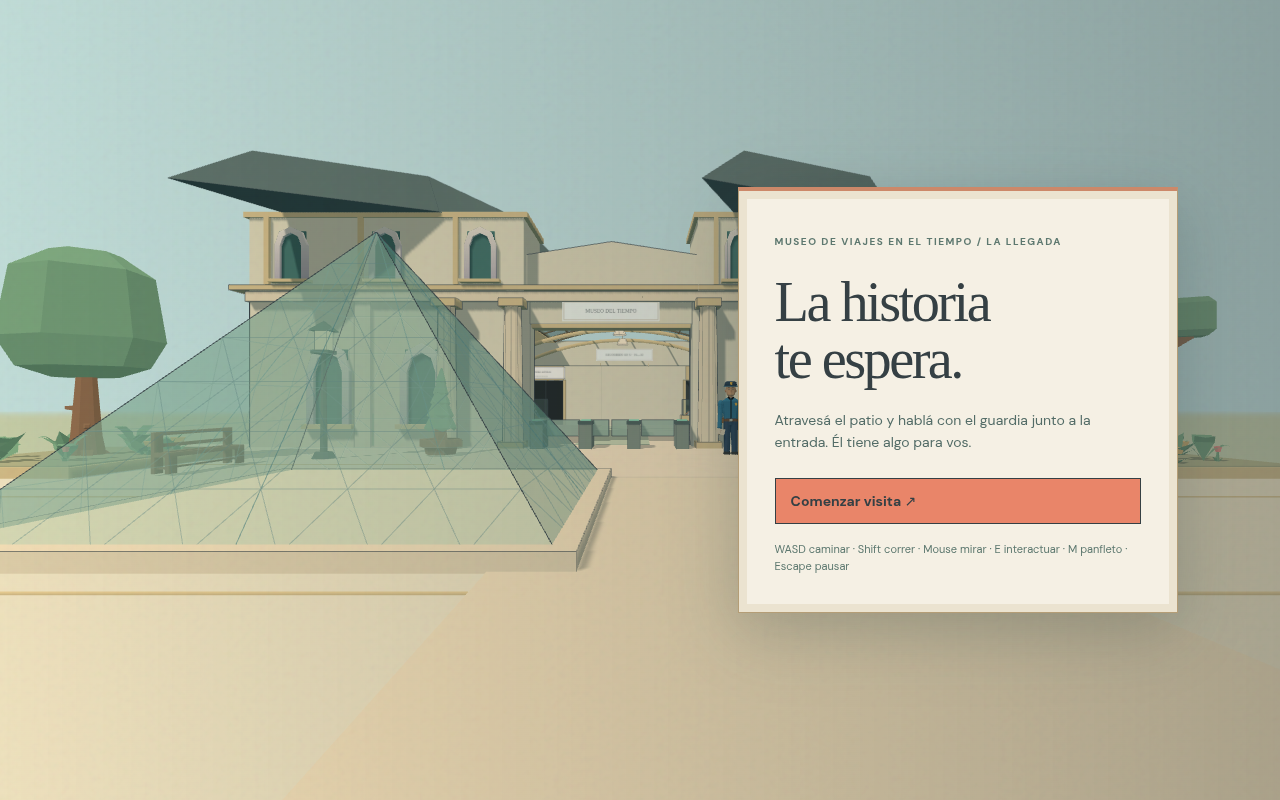 MUSEO DEL TIEMPO
MUSEO DE VIAJES EN EL TIEMPO / LA LLEGADA
La historia
te espera.
Atravesá el patio y hablá con el guardia junto a la
entrada. Él tiene algo para vos.
Comenzar visita ↗
WASD caminar · Shift correr · Mouse mirar · E interactuar · M panfleto ·
Escape pausar